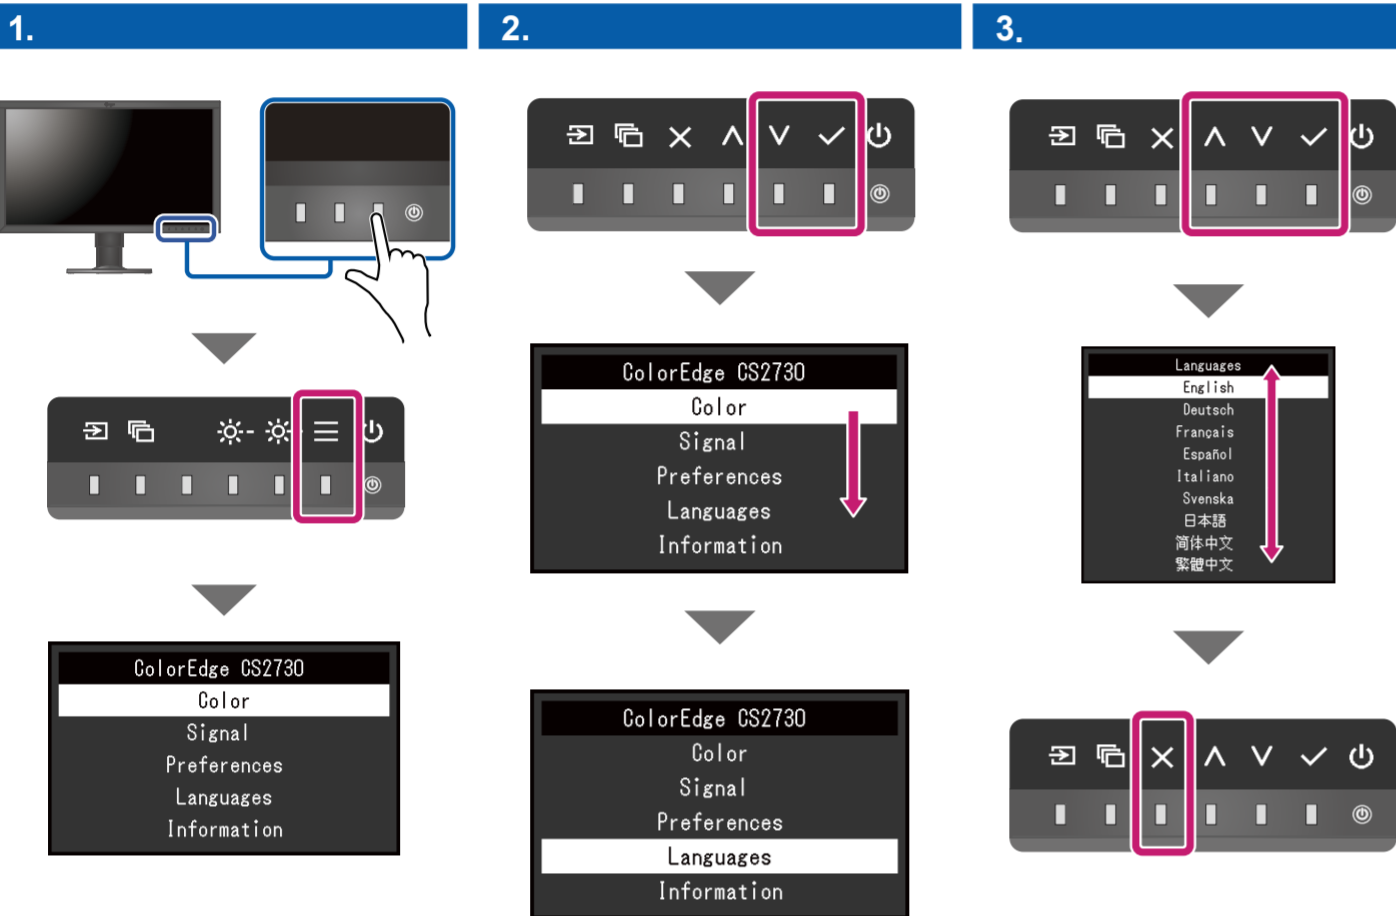 1.
ColorEdge CS2730
Color
Signal
Preferences
Languages
Information
2.
ColorEdge CS2730
Color
Signal
Preferences
Languages
Information
ColorEdge CS2730
Color
Signal
Preferences
Languages
Information
3.
Languages
English
Deutsch
Français
Español
Italiano
Svenska
日本語
简体中文
繁體中文